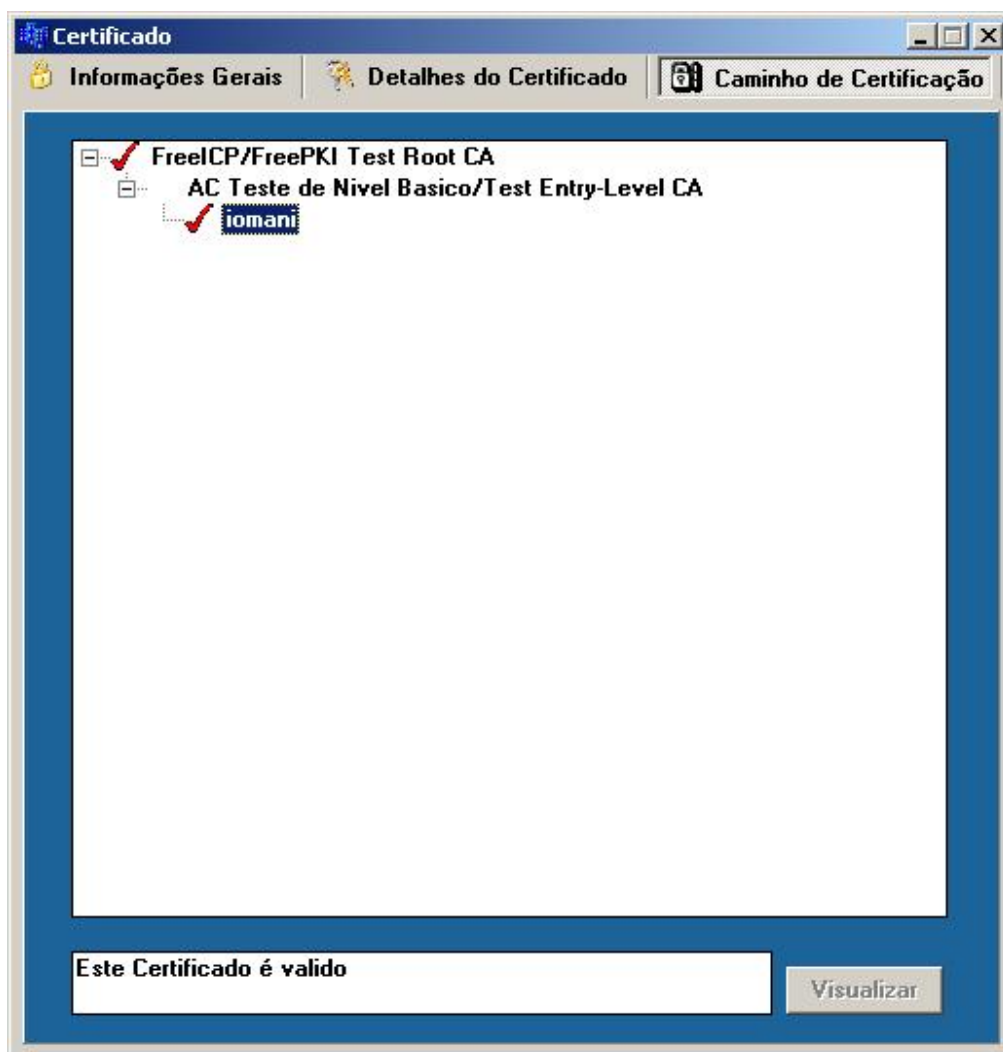 Certificado
Informações Gerais Detalhes do Certificado Caminho de Certificação
FreeICP/FreePKI Test Root CA
AC Teste de Nivel Basico/Test Entry-Level CA
iomani
Este Certificado é valido
Visualizar